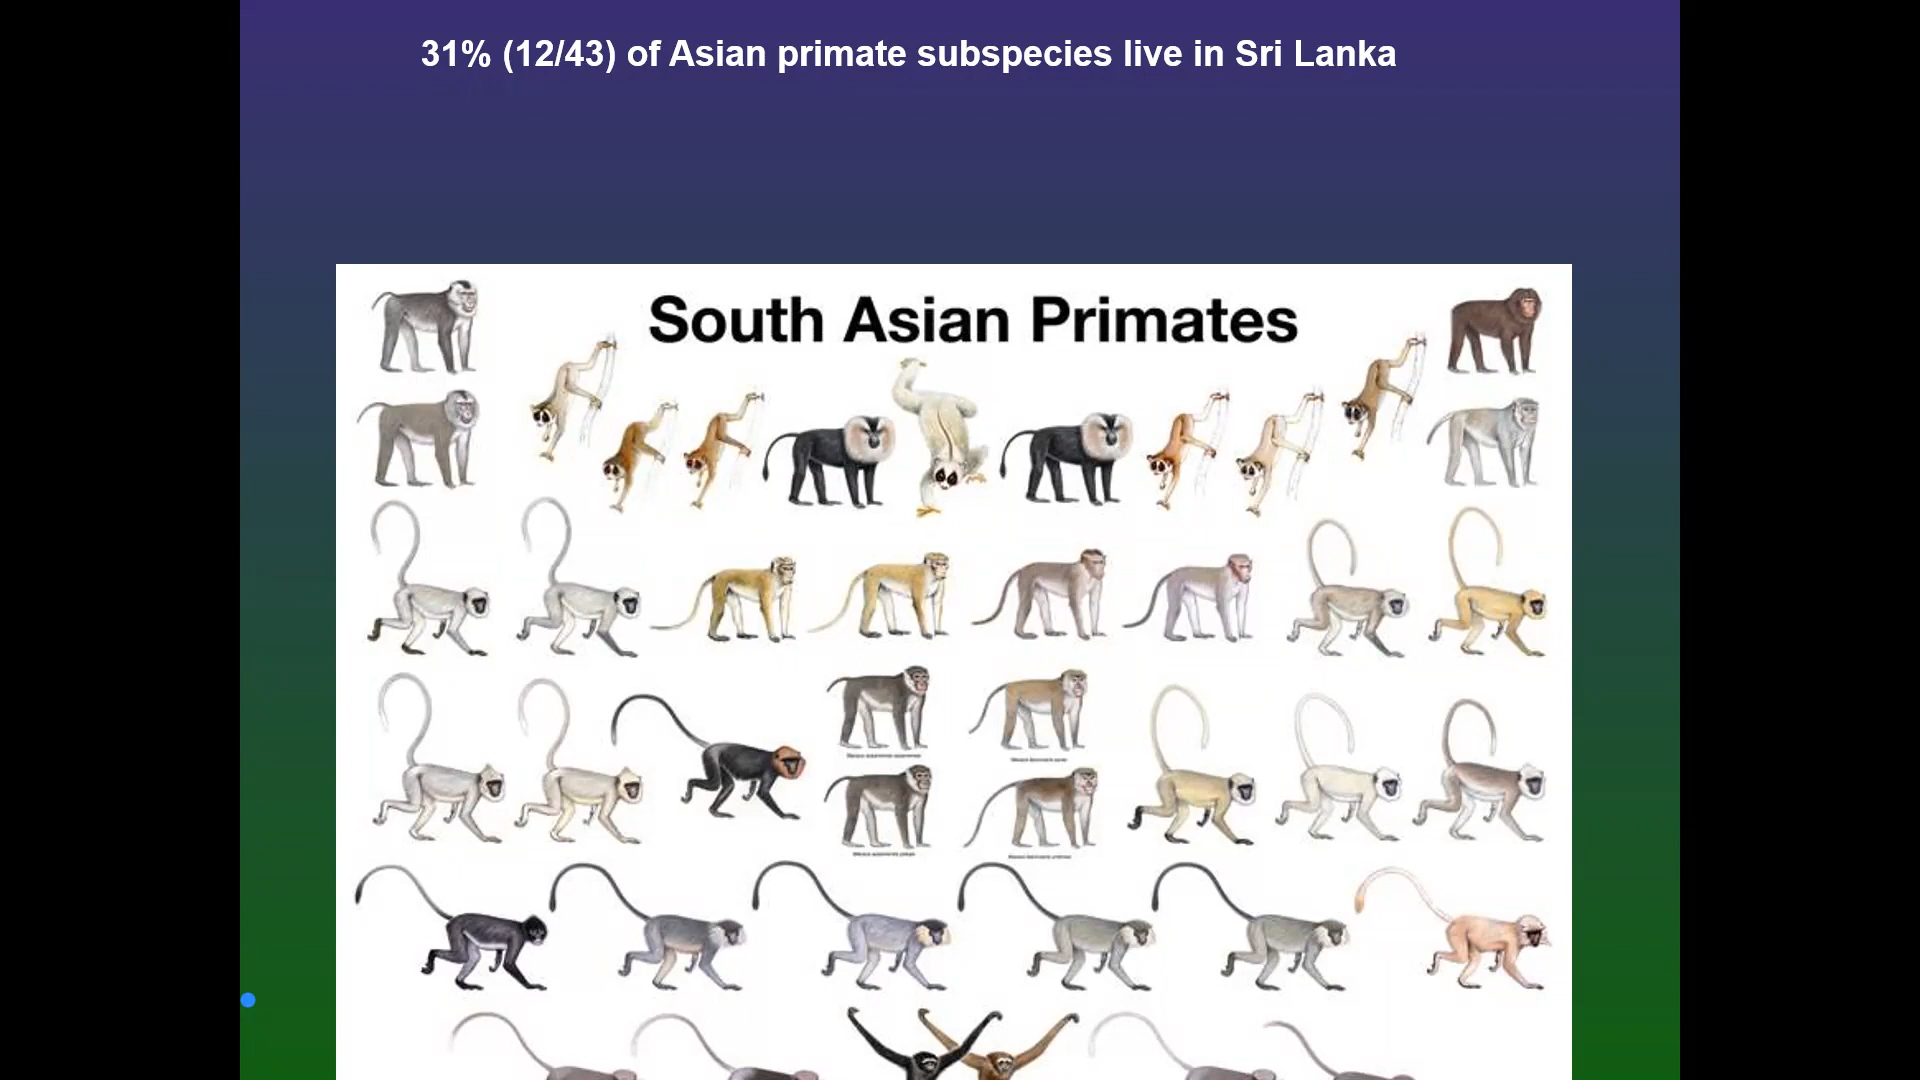 31% (12/43) of Asian primate subspecies live in Sri Lanka
South Asian Primates